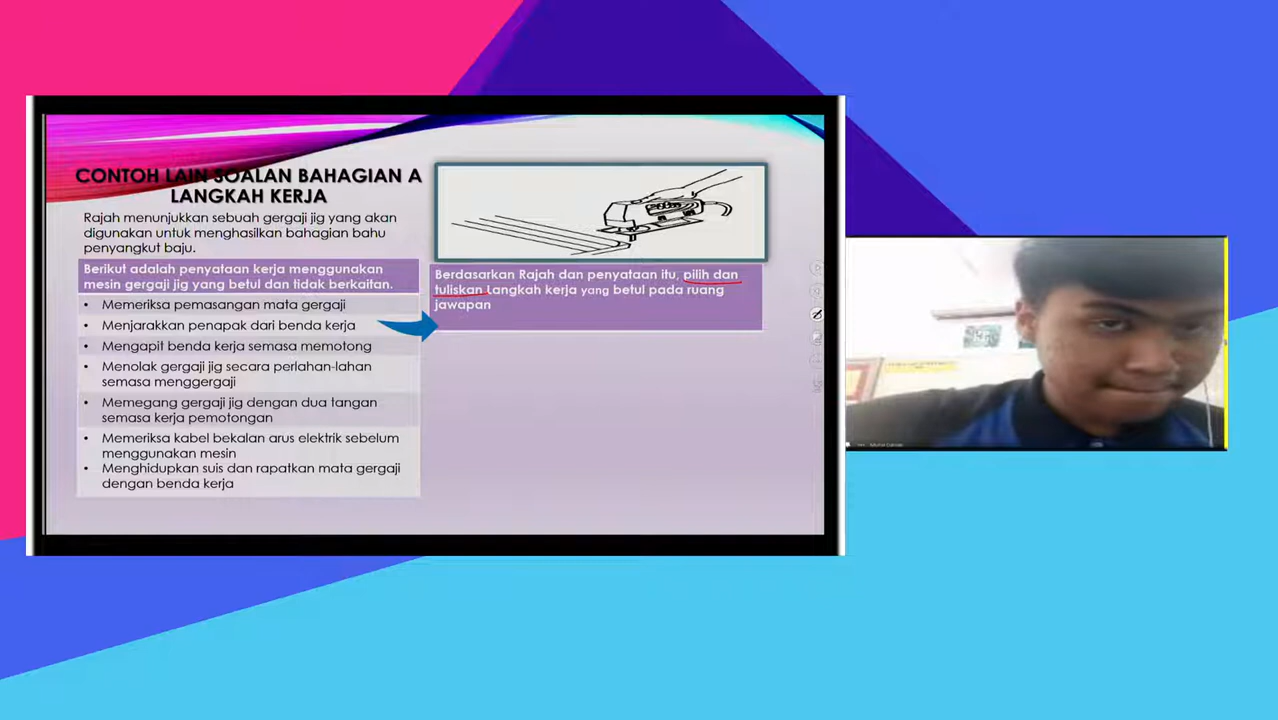 CONTOH LAIN SOALAN BAHAGIAN A
LANGKAH KERJA
Rajah menunjukkan sebuah gergaji jig yang akan
digunakan untuk menghasilkan bahagian bahu
penyangkut baju.
Berikut adalah penyataan kerja menggunakan
mesin gergaji jig yang betul dan tidak berkaitan.
• Memeriksa pemasangan mata gergaji
• Menjarakkan penapak dari benda kerja
• Mengapit benda kerja semasa memotong
• Menolak gergaji jig secara perlahan-lahan
semasa menggergaji
• Memegang gergaji jig dengan dua tangan
semasa kerja pemotongan
• Memeriksa kabel bekalan arus elektrik sebelum
menggunakan mesin
• Menghidupkan suis dan rapatkan mata gergaji
dengan benda kerja
Berdasarkan Rajah dan penyataan itu, pilih dan
tuliskan langkah kerja yang betul pada ruang
jawapan